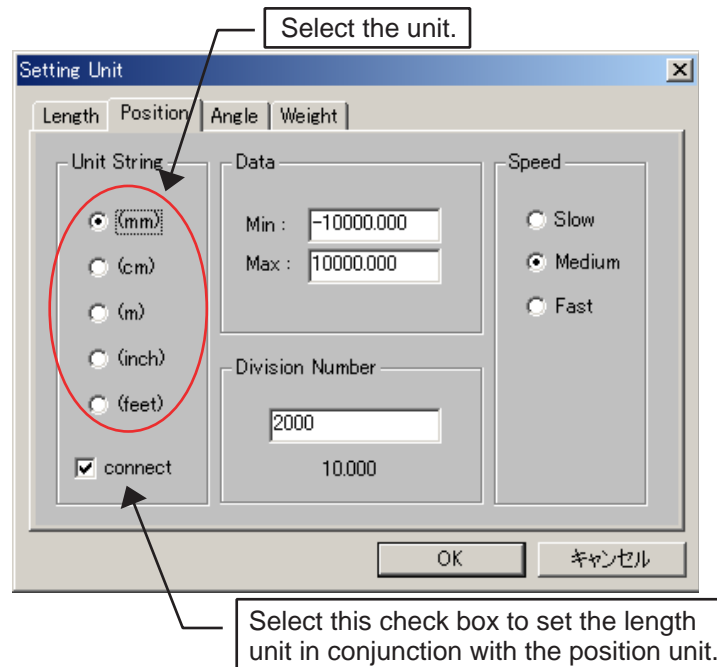 Select the unit.
Setting Unit
Length Position Angle Weight
Unit String
(mm)
(cm)
(m)
(inch)
(feet)
connect
Data
Min : -10000.000
Max : 10000.000
Division Number
2000
10.000
Speed
Slow
Medium
Fast
OK キャンセル
Select this check box to set the length
unit in conjunction with the position unit.